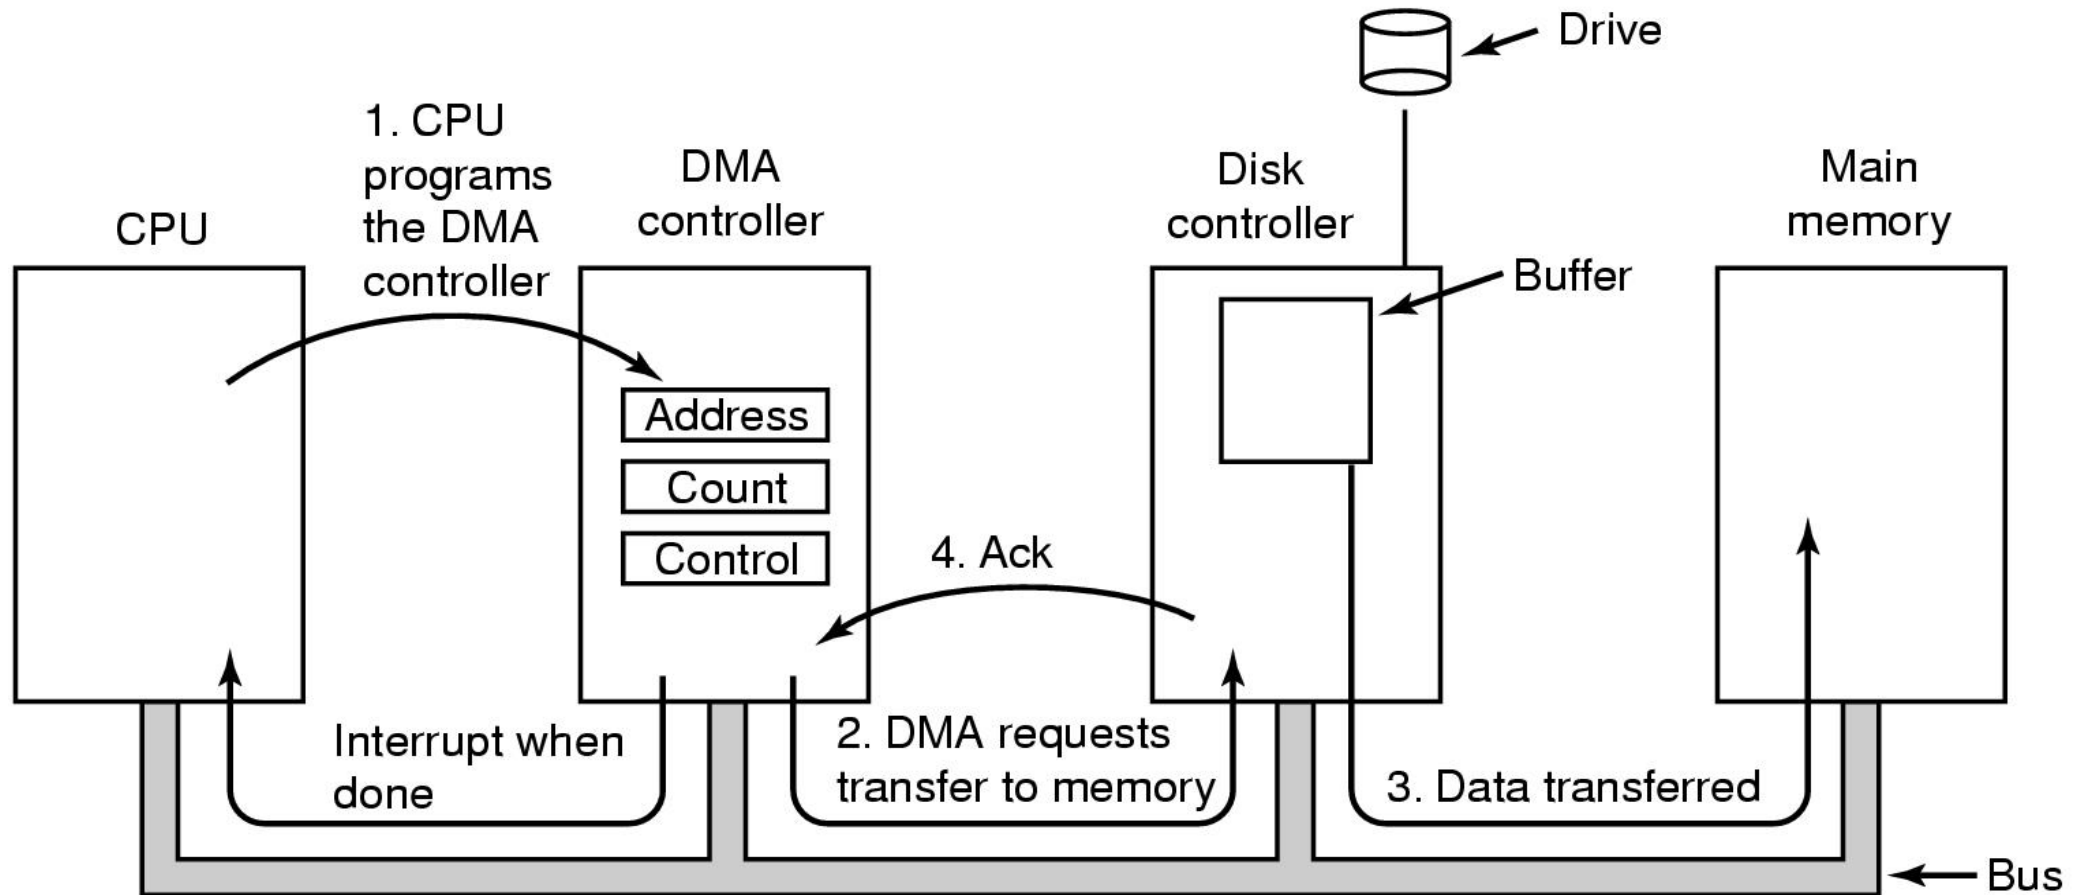 Drive
1. CPU
programs
the DMA
controller
CPU
DMA
controller
Disk
controller
Main
memory
Buffer
Address
Count
Control
4. Ack
Interrupt when
done
2. DMA requests
transfer to memory
3. Data transferred
Bus